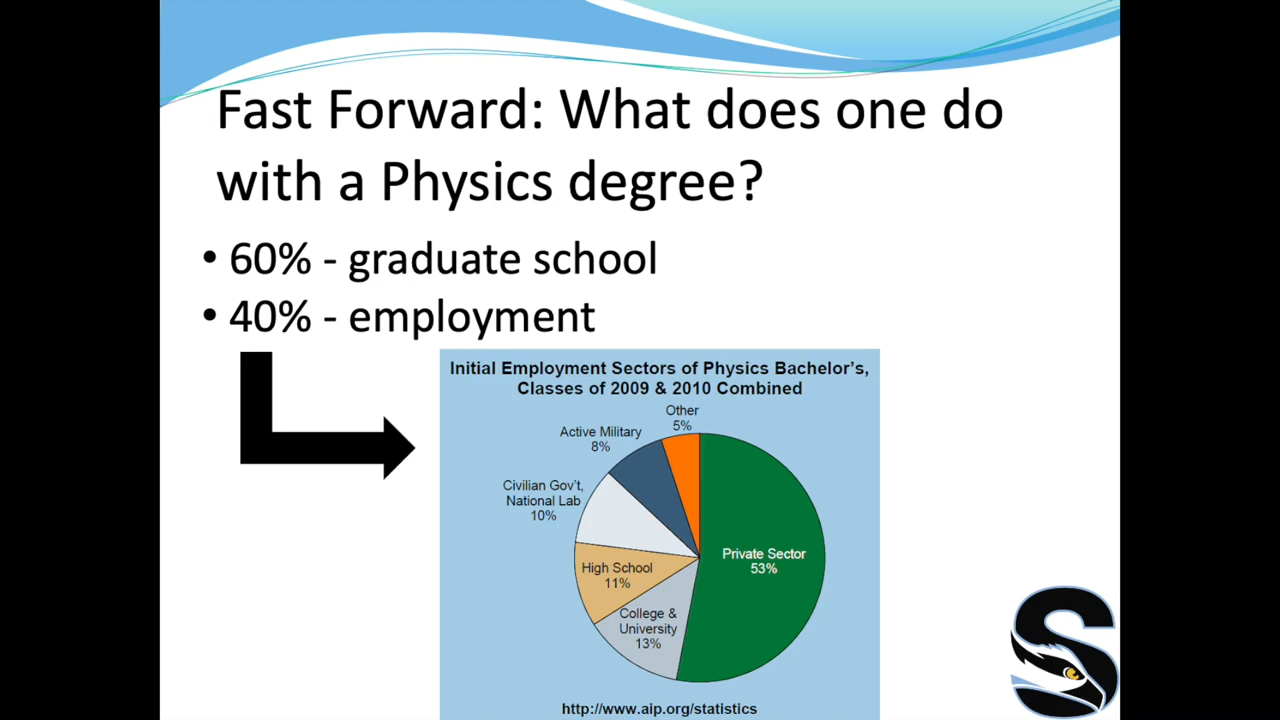 Fast Forward: What does one do
with a Physics degree?
• 60% - graduate school
• 40% - employment
Initial Employment Sectors of Physics Bachelor's,
Classes of 2009 & 2010 Combined
Other
5%
Active Military
8%
Civilian Gov't,
National Lab
10%
Private Sector
53%
High School
11%
College &
University
13%
http://www.aip.org/statistics
S